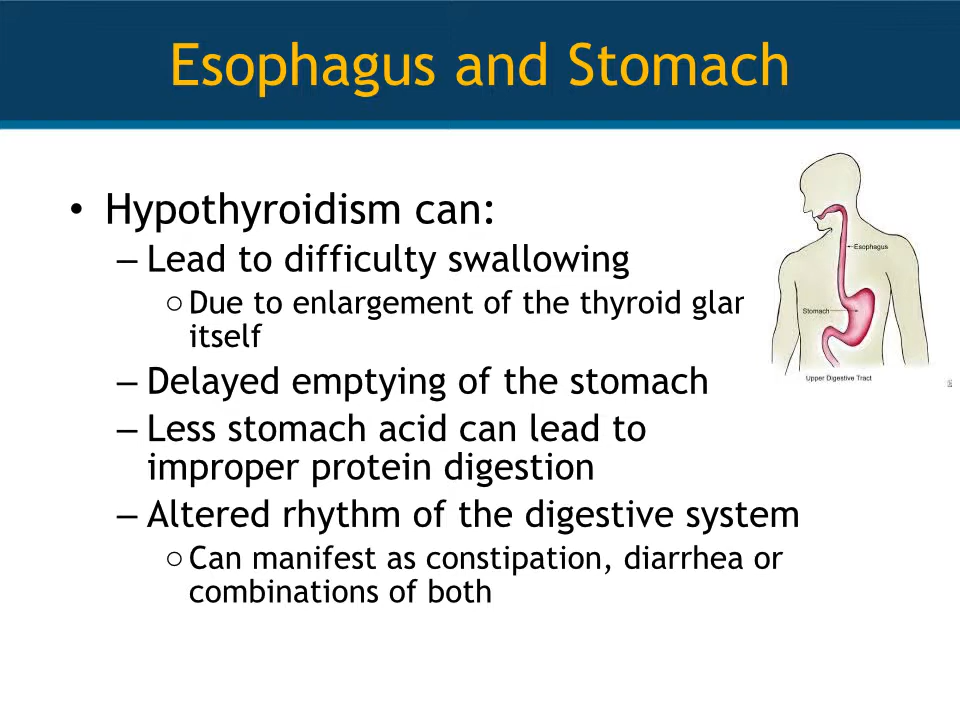 Esophagus and Stomach
• Hypothyroidism can:
– Lead to difficulty swallowing
○ Due to enlargement of the thyroid
itself
– Delayed emptying of the stomach
– Less stomach acid can lead to
improper protein digestion
– Altered rhythm of the digestive system
○ Can manifest as constipation, diarrhea or
combinations of both
Esophagus
Stomach
Upper Digestive Tract